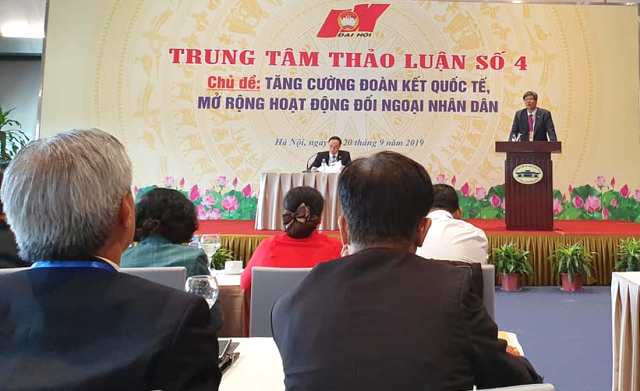 ĐẠI HỘI
TRUNG TÂM THẢO LUẬN SỐ 4
Chủ đề: TĂNG CƯỜNG ĐOÀN KẾT QUỐC TẾ,
MỞ RỘNG HOẠT ĐỘNG ĐỐI NGOẠI NHÂN DÂN
Hà Nội, 20 tháng 9 năm 2019